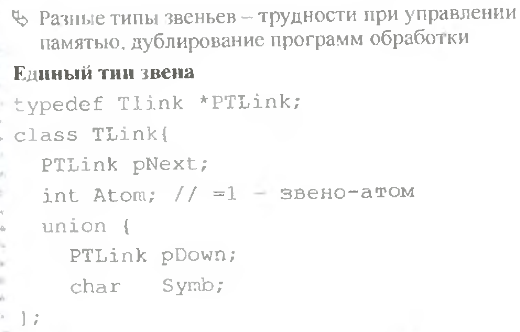 Разные типы звеньев – трудности при управлении
памятью, дублирование программ обработки
Единый тип звена
typedef Tlink *PTLink;
class TLink{
PTLink pNext;
int Atom; // =1 – звено-атом
union {
PTLink pDown;
char Symb;
};